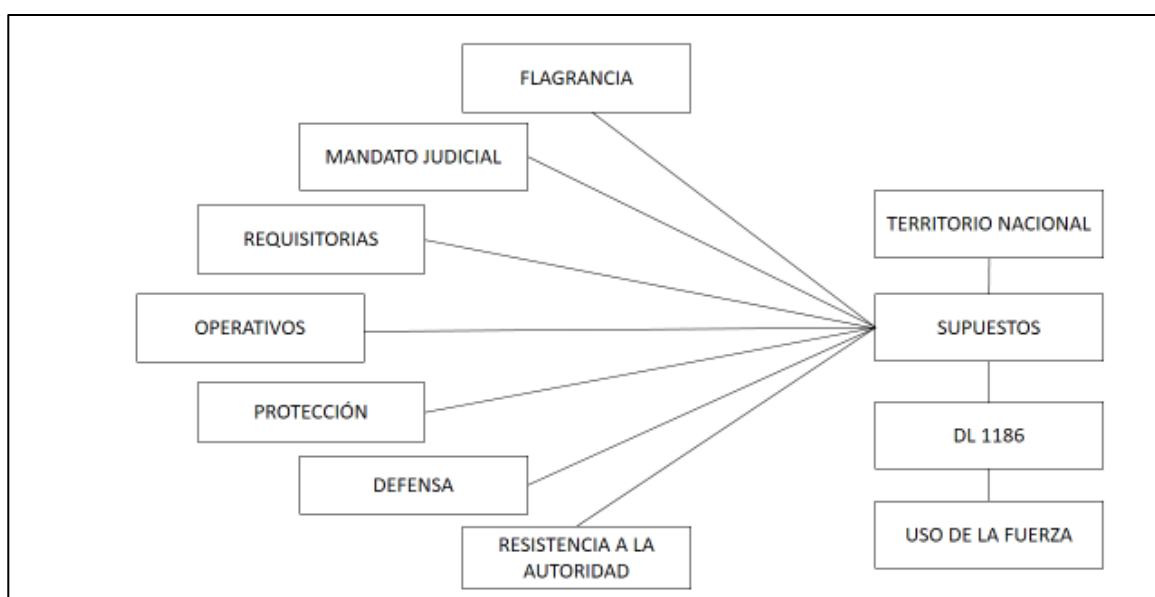 FLAGRANCIA
MANDATO JUDICIAL
REQUISITORIAS
OPERATIVOS
PROTECCIÓN
DEFENSA
RESISTENCIA A LA
AUTORIDAD
TERRITORIO NACIONAL
SUPUESTOS
DL 1186
USO DE LA FUERZA